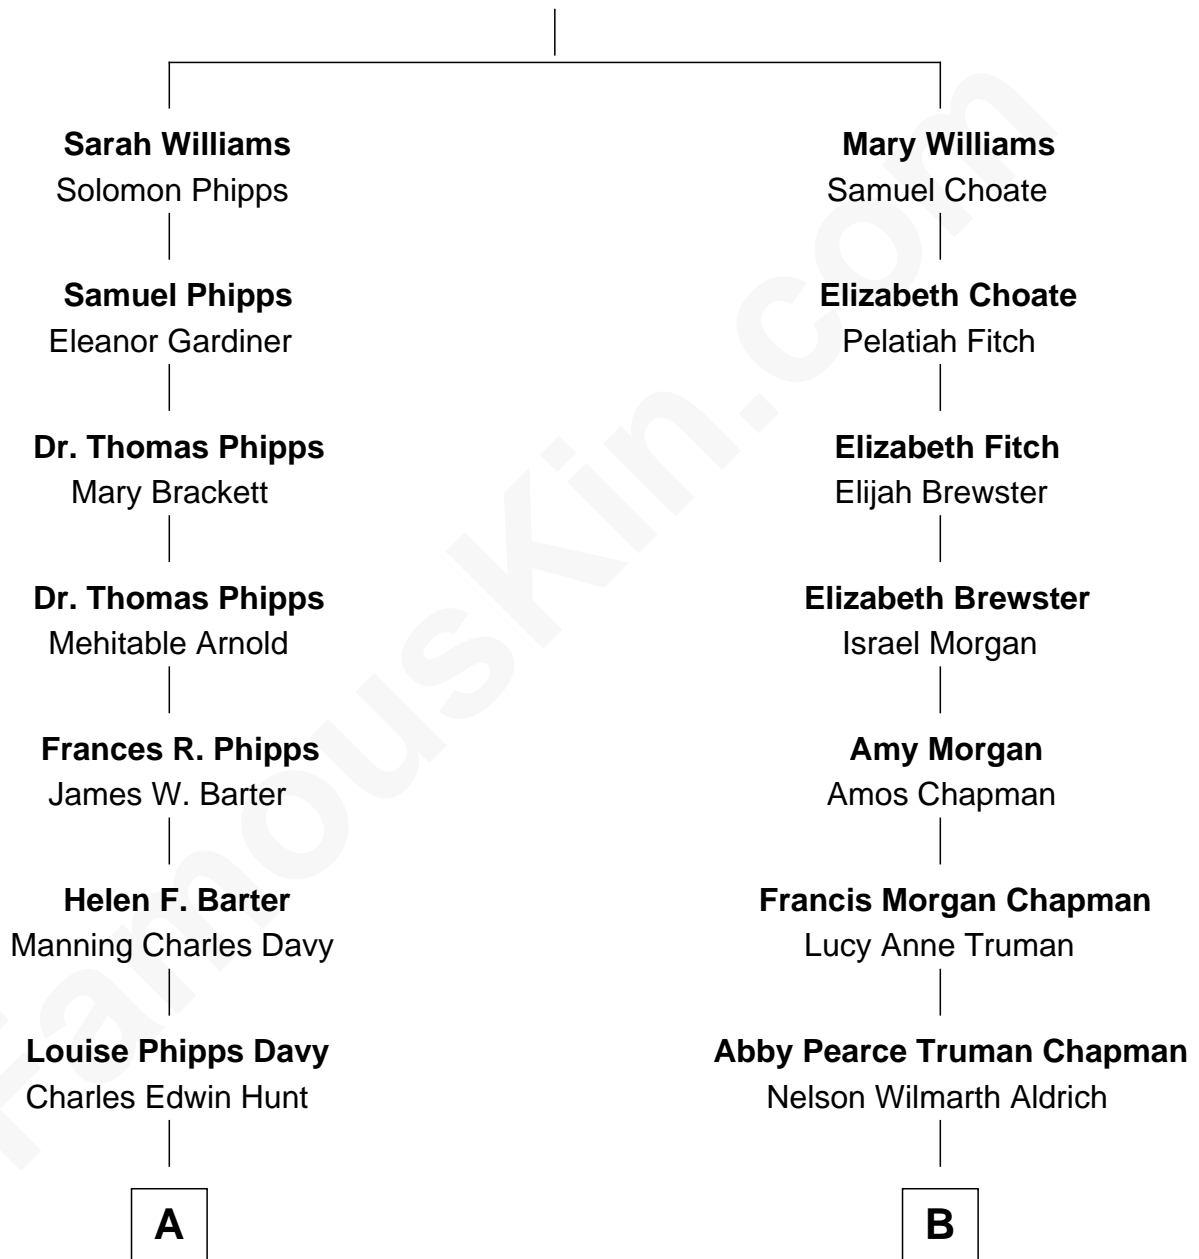 Sarah Williams
Solomon Phipps
Samuel Phipps
Eleanor Gardiner
Dr. Thomas Phipps
Mary Brackett
Dr. Thomas Phipps
Mehitable Arnold
Frances R. Phipps
James W. Barter
Helen F. Barter
Manning Charles Davy
Louise Phipps Davy
Charles Edwin Hunt
A
Mary Williams
Samuel Choate
Elizabeth Choate
Pelatiah Fitch
Elizabeth Fitch
Elijah Brewster
Elizabeth Brewster
Israel Morgan
Amy Morgan
Amos Chapman
Francis Morgan Chapman
Lucy Anne Truman
Abby Pearce Truman Chapman
Nelson Wilmarth Aldrich
B
FamousKin.com